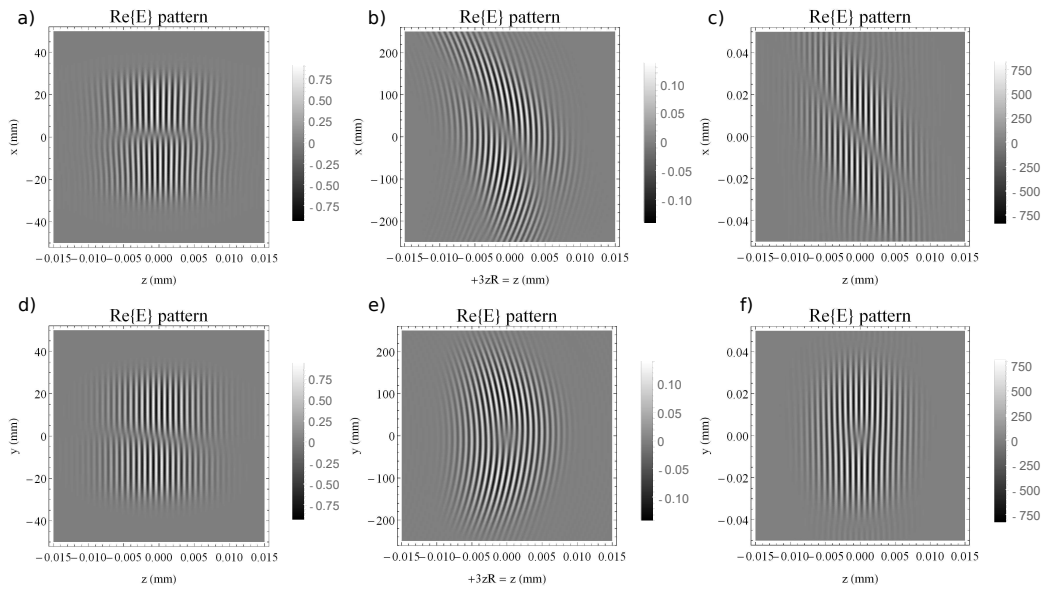 a)
Re{E} pattern
x (mm)
40
20
0
−20
−40
−0.015 −0.010 −0.005 0.000 0.005 0.010 0.015
z (mm)
0.75
0.50
0.25
0
-0.25
-0.50
-0.75
b)
Re{E} pattern
x (mm)
200
100
0
−100
−200
−0.015 −0.010 −0.005 0.000 0.005 0.010 0.015
+3zR = z (mm)
0.10
0.05
0
-0.05
-0.10
c)
Re{E} pattern
x (mm)
0.04
0.02
0.00
−0.02
−0.04
−0.015 −0.010 −0.005 0.000 0.005 0.010 0.015
z (mm)
750
500
250
0
-250
-500
-750
d)
Re{E} pattern
y (mm)
40
20
0
−20
−40
−0.015 −0.010 −0.005 0.000 0.005 0.010 0.015
z (mm)
0.75
0.50
0.25
0
-0.25
-0.50
-0.75
e)
Re{E} pattern
y (mm)
200
100
0
−100
−200
−0.015 −0.010 −0.005 0.000 0.005 0.010 0.015
+3zR = z (mm)
0.10
0.05
0
-0.05
-0.10
f)
Re{E} pattern
y (mm)
0.04
0.02
0.00
−0.02
−0.04
−0.015 −0.010 −0.005 0.000 0.005 0.010 0.015
z (mm)
750
500
250
0
-250
-500
-750